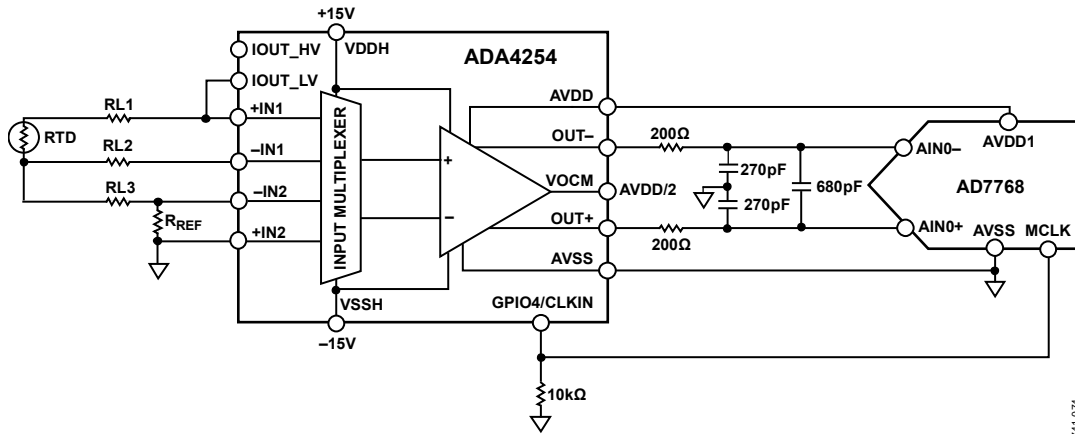 +15V
ADA4254
IOUT_HV
VDDH
IOUT_LV
AVDD
RL1
+IN1
OUT–
200Ω
AVDD1
RTD
INPUT MULTIPLEXER
AIN0–
RL2
–IN1
+
270pF
VOCM
AVDD/2
680pF
AD7768
RL3
–IN2
–
270pF
RREF
OUT+
AIN0+
+IN2
200Ω
AVSS
MCLK
AVSS
VSSH
GPIO4/CLKIN
–15V
10kΩ